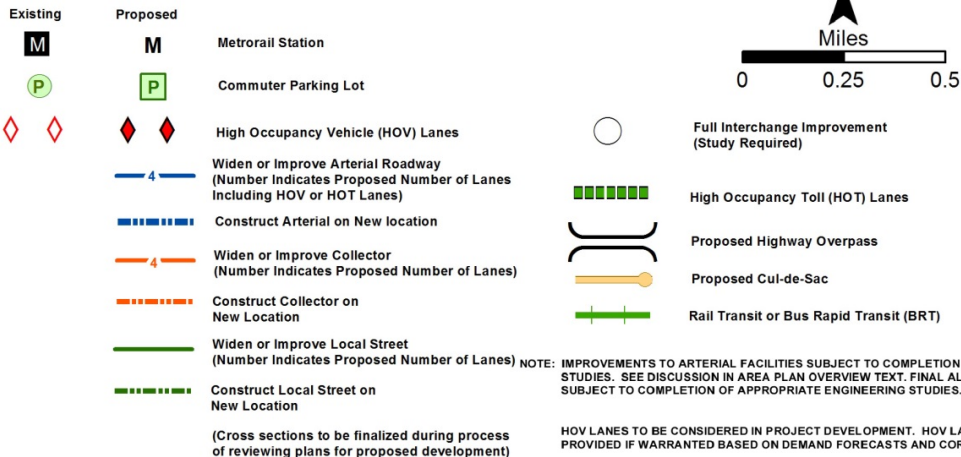 Existing
Proposed
M
M
Metrorail Station
P
P
Commuter Parking Lot
High Occupancy Vehicle (HOV) Lanes
4
Widen or Improve Arterial Roadway
(Number Indicates Proposed Number of Lanes
Including HOV or HOT Lanes)
Construct Arterial on New location
4
Widen or Improve Collector
(Number Indicates Proposed Number of Lanes)
Construct Collector on
New Location
Widen or Improve Local Street
(Number Indicates Proposed Number of Lanes)
Construct Local Street on
New Location
(Cross sections to be finalized during process
of reviewing plans for proposed development)
Miles
0 0.25 0.5
Full Interchange Improvement
(Study Required)
High Occupancy Toll (HOT) Lanes
Proposed Highway Overpass
Proposed Cul-de-Sac
Rail Transit or Bus Rapid Transit (BRT)
NOTE: IMPROVEMENTS TO ARTERIAL FACILITIES SUBJECT TO COMPLETION
STUDIES. SEE DISCUSSION IN AREA PLAN OVERVIEW TEXT. FINAL AL
SUBJECT TO COMPLETION OF APPROPRIATE ENGINEERING STUDIES.
HOV LANES TO BE CONSIDERED IN PROJECT DEVELOPMENT. HOV LA
PROVIDED IF WARRANTED BASED ON DEMAND FORECASTS AND COR